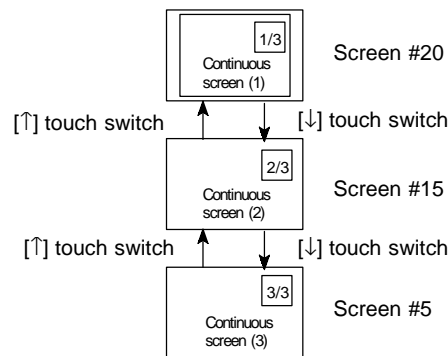 1/3
Continuous
screen (1)
Screen #20
[↑] touch switch
[↓] touch switch
2/3
Continuous
screen (2)
Screen #15
[↑] touch switch
[↓] touch switch
3/3
Continuous
screen (3)
Screen #5